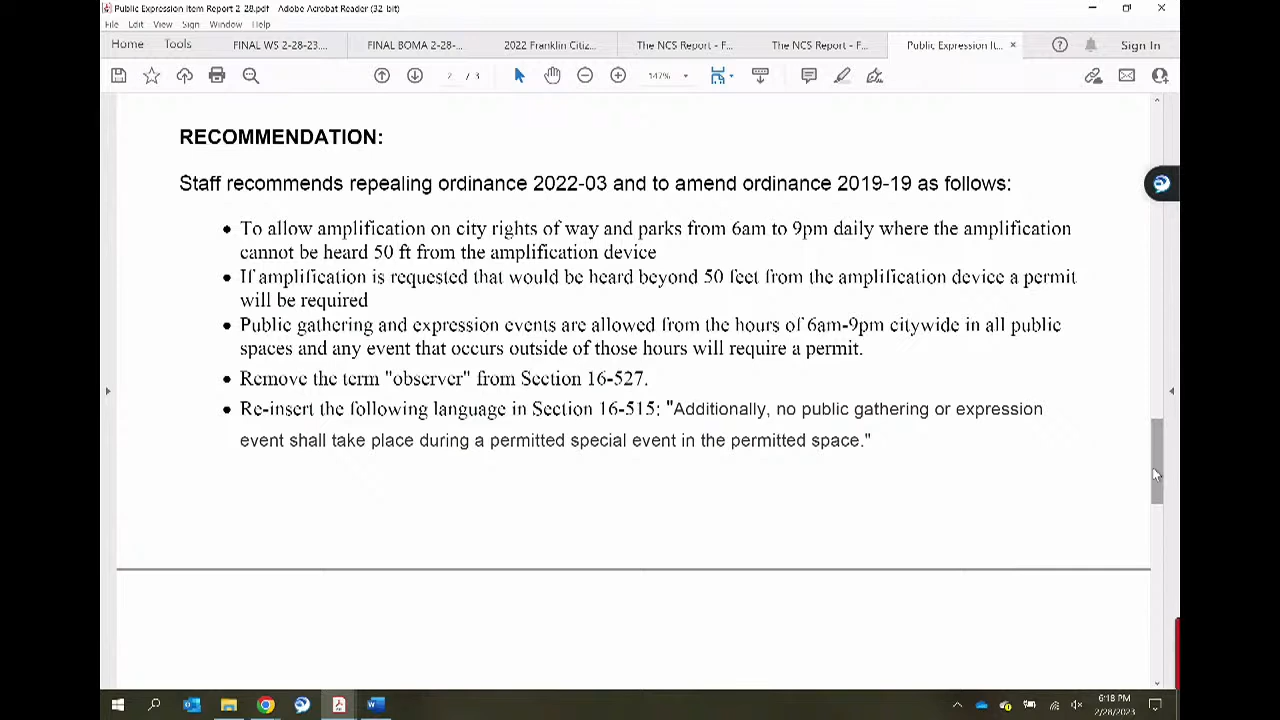 Public Expression Item Report 2-28.pdf - Adobe Acrobat Reader (32-bit)
File Edit View Sign Window Help
Home Tools FINAL WS 2-28-23.... FINAL BOMA 2-28-... 2022 Franklin Citiz... The NCS Report - F... The NCS Report - F... Public Expression It... × Sign In
2 / 3 147%
RECOMMENDATION:
Staff recommends repealing ordinance 2022-03 and to amend ordinance 2019-19 as follows:
• To allow amplification on city rights of way and parks from 6am to 9pm daily where the amplification
cannot be heard 50 ft from the amplification device
• If amplification is requested that would be heard beyond 50 feet from the amplification device a permit
will be required
• Public gathering and expression events are allowed from the hours of 6am-9pm citywide in all public
spaces and any event that occurs outside of those hours will require a permit.
• Remove the term "observer" from Section 16-527.
• Re-insert the following language in Section 16-515: "Additionally, no public gathering or expression
event shall take place during a permitted special event in the permitted space."
6:18 PM
2/28/2023